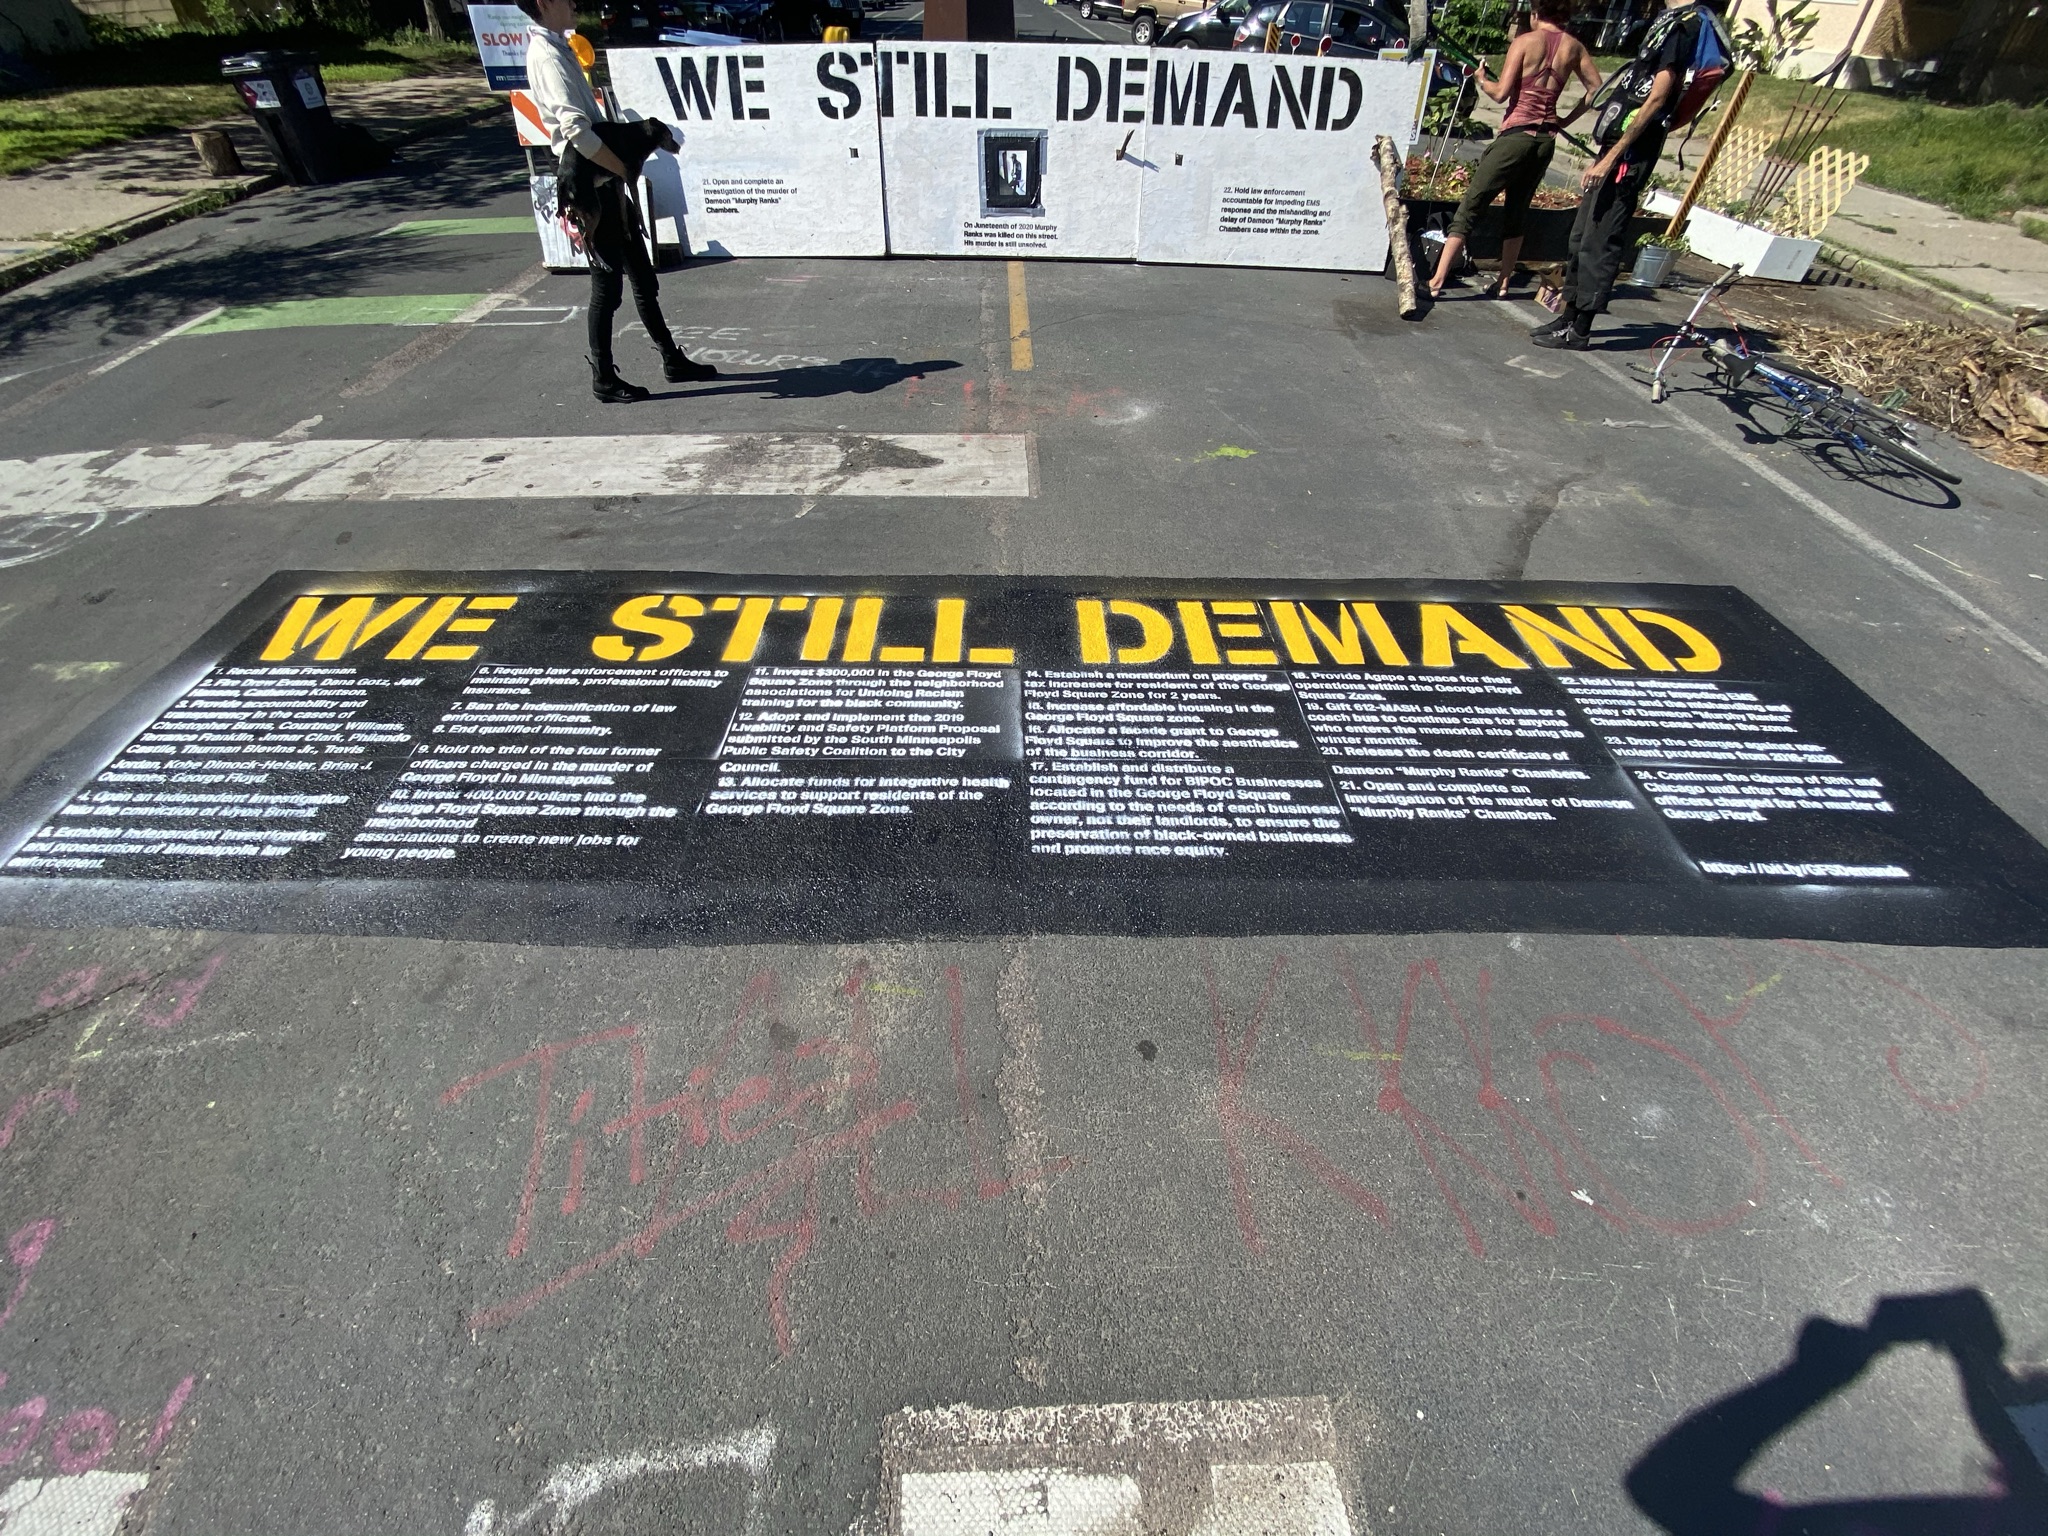 SLOW
WE STILL DEMAND
21. Open and complete an
investigation of the murder of
Dameon "Murphy Ranks"
Chambers.
On Juneteenth of 2020 Murphy
Ranks was killed on this street.
His murder is still unsolved.
22. Hold law enforcement
accountable for impeding EMS
response and the mishandling and
delay of Dameon "Murphy Ranks"
Chambers case within the zone.
WE STILL DEMAND
1. Recall Mike Freeman.
2. Fire Drew Evans, Dana Gotz, Jeff
Hansen, Catherine Knutson.
3. Provide accountability and
transparency in the cases of
Christopher Burns, Courtney Williams,
Terrance Franklin, Jamar Clark, Philando
Castile, Thurman Blevins Jr., Travis
Jordan, Kobe Dimock-Heisler, Brian J.
Quinones, George Floyd.
4. Open an independent investigation
into the conviction of Myon Burrell.
5. Establish independent investigation
and prosecution of Minneapolis law
enforcement.
6. Require law enforcement officers to
maintain private, professional liability
insurance.
7. Ban the indemnification of law
enforcement officers.
8. End qualified immunity.
9. Hold the trial of the four former
officers charged in the murder of
George Floyd in Minneapolis.
10. Invest 400,000 Dollars into the
George Floyd Square Zone through the
neighborhood
associations to create new jobs for
young people.
11. Invest $300,000 in the George Floyd
Square Zone through the neighborhood
associations for Undoing Racism
training for the black community.
12. Adopt and implement the 2019
Livability and Safety Platform Proposal
submitted by the South Minneapolis
Public Safety Coalition to the City
Council.
13. Allocate funds for integrative health
services to support residents of the
George Floyd Square Zone.
14. Establish a moratorium on property
tax increases for residents of the George
Floyd Square Zone for 2 years.
15. Increase affordable housing in the
George Floyd Square zone.
16. Allocate a facade grant to George
Floyd Square to improve the aesthetics
of the business corridor.
17. Establish and distribute a
contingency fund for BIPOC Businesses
located in the George Floyd Square
according to the needs of each business
owner, not their landlords, to ensure the
preservation of black-owned businesses
and promote race equity.
18. Provide Agape a space for their
operations within the George Floyd
Square Zone.
19. Gift 612-MASH a blood bank bus or a
coach bus to continue care for anyone
who enters the memorial site during the
winter months.
20. Release the death certificate of
Dameon "Murphy Ranks" Chambers.
21. Open and complete an
investigation of the murder of Dameon
"Murphy Ranks" Chambers.
22. Hold law enforcement
accountable for impeding EMS
response and the mishandling and
delay of Dameon "Murphy Ranks"
Chambers case within the zone.
23. Drop the charges against non-
violent protesters from 2015-2020.
24. Continue the closure of 38th and
Chicago until after trial of the four
officers charged for the murder of
George Floyd.
https://bit.ly/GFSDemands